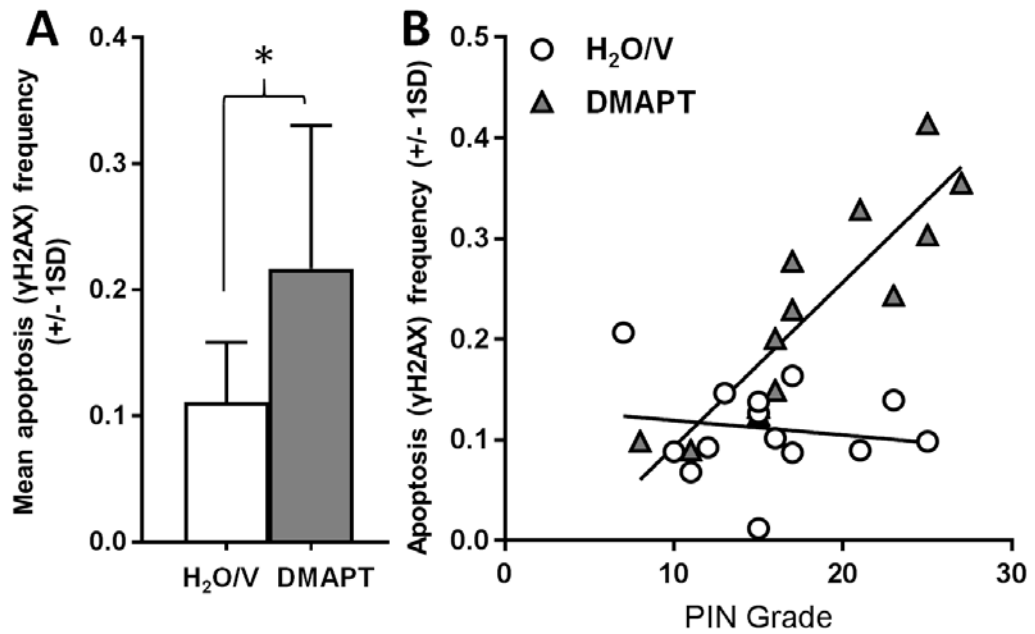 A
Mean apoptosis (γH2AX) frequency
(+/- 1SD)
0.4
0.3
0.2
0.1
0.0
*
H₂O/V DMAPT
B
Apoptosis (γH2AX) frequency (+/- 1SD)
0.5
0.4
0.3
0.2
0.1
0.0
H₂O/V
DMAPT
0 10 20 30
PIN Grade